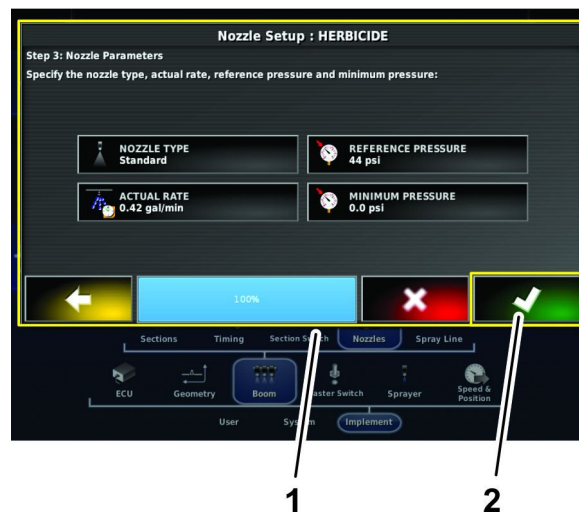 Nozzle Setup : HERBICIDE
Step 3: Nozzle Parameters
Specify the nozzle type, actual rate, reference pressure and minimum pressure:
NOZZLE TYPE
Standard
REFERENCE PRESSURE
44 psi
ACTUAL RATE
0.42 gal/min
MINIMUM PRESSURE
0.0 psi
100%
Sections Timing Section Switch Nozzles Spray Line
ECU Geometry Boom Master Switch Sprayer Speed &
Position
User System Implement
1 2